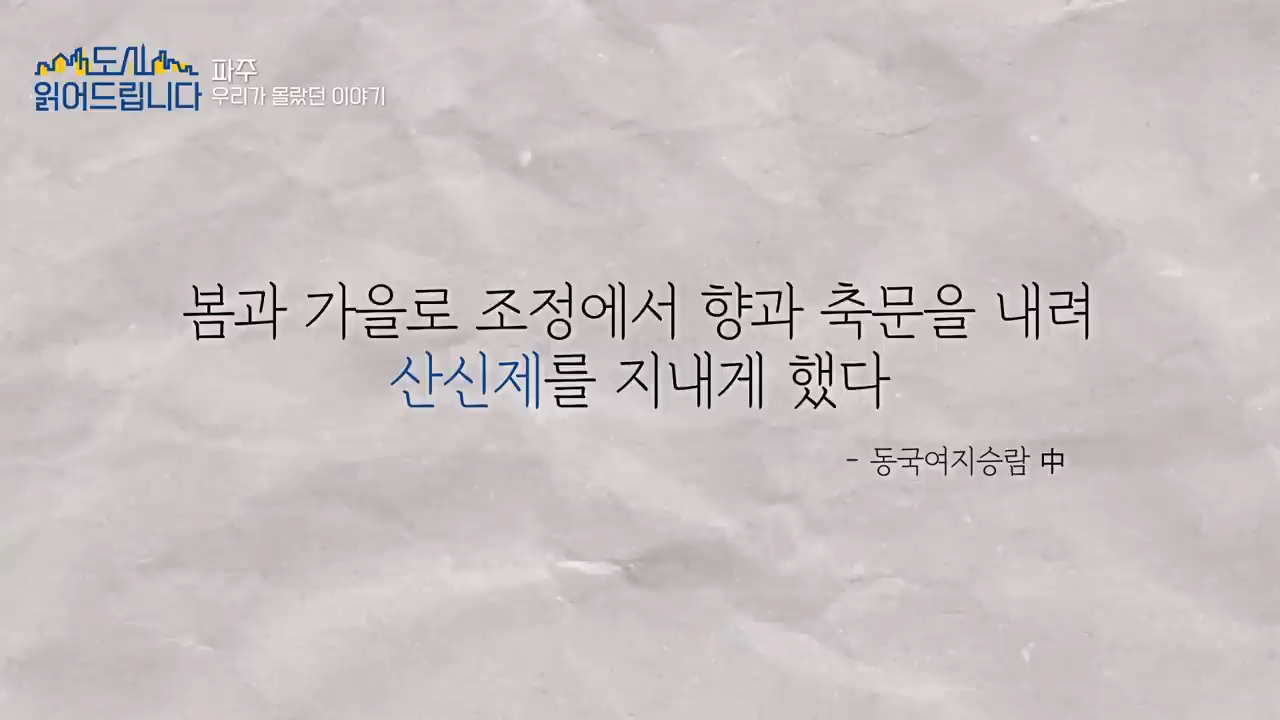 도시
읽어드립니다
파주
우리가 몰랐던 이야기
봄과 가을로 조정에서 향과 축문을 내려
산신제를 지내게 했다
- 동국여지승람 中